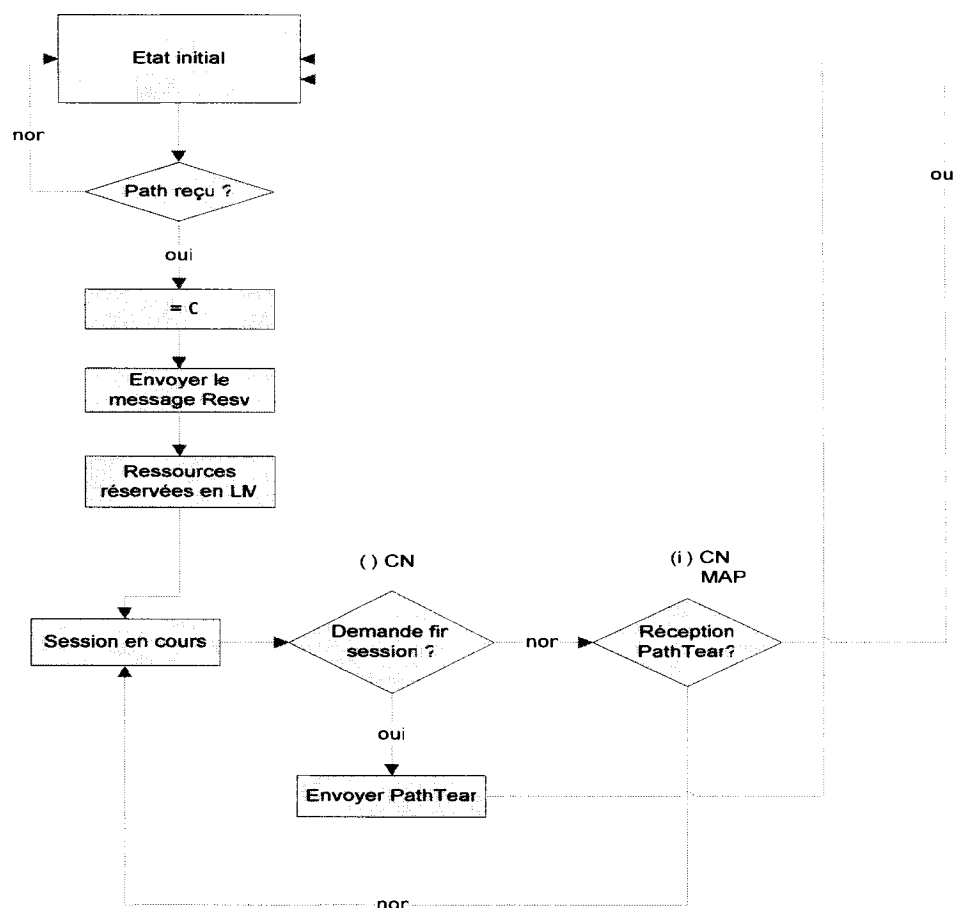 Etat initial
nor
Path reçu ?
ou
oui
= C
Envoyer le
message Resv
Ressources
réservées en LM
( ) CN
(i) CN
MAP
Session en cours
Demande fir
session ?
nor
Réception
PathTear?
oui
Envoyer PathTear
nor